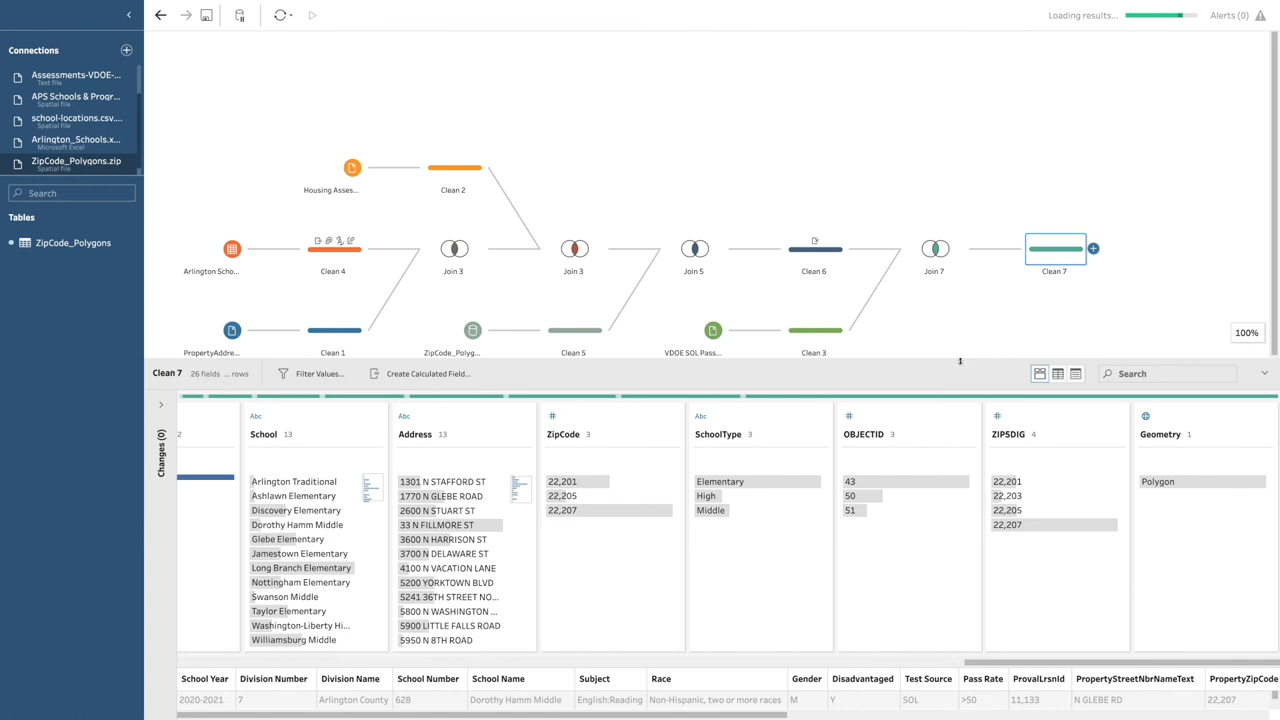 Loading results...
Alerts (0)
Connections
Assessments-VDOE-...
Text file
APS Schools & Progr...
Spatial file
school-locations.csv....
Spatial file
Arlington_Schools.x...
Microsoft Excel
ZipCode_Polygons.zip
Spatial file
Search
Tables
ZipCode_Polygons
Housing Asses...
Clean 2
Arlington Scho...
Clean 4
Join 3
Join 3
Join 5
Clean 6
Join 7
Clean 7
PropertyAddre...
Clean 1
ZipCode_Polyg...
Clean 5
VDOE SOL Pass...
Clean 3
100%
Clean 7
26 fields ... rows
Filter Values...
Create Calculated Field...
Search
Changes (0)
2
Abc
School 13
Arlington Traditional
Ashlawn Elementary
Discovery Elementary
Dorothy Hamm Middle
Glebe Elementary
Jamestown Elementary
Long Branch Elementary
Nottingham Elementary
Swanson Middle
Taylor Elementary
Washington-Liberty Hi...
Williamsburg Middle
Abc
Address 13
1301 N STAFFORD ST
1770 N GLEBE ROAD
2600 N STUART ST
33 N FILLMORE ST
3600 N HARRISON ST
3700 N DELAWARE ST
4100 N VACATION LANE
5200 YORKTOWN BLVD
5241 36TH STREET NO...
5800 N WASHINGTON ...
5900 LITTLE FALLS ROAD
5950 N 8TH ROAD
#
ZipCode 3
22,201
22,205
22,207
Abc
SchoolType 3
Elementary
High
Middle
#
OBJECTID 3
43
50
51
#
ZIP5DIG 4
22,201
22,203
22,205
22,207
Geometry 1
Polygon
School Year Division Number Division Name School Number School Name Subject Race Gender Disadvantaged Test Source Pass Rate ProvalLrsnId PropertyStreetNbrNameText PropertyZipCode
2020-2021 7 Arlington County 628 Dorothy Hamm Middle English:Reading Non-Hispanic, two or more races M Y SOL >50 11,133 N GLEBE RD 22,207